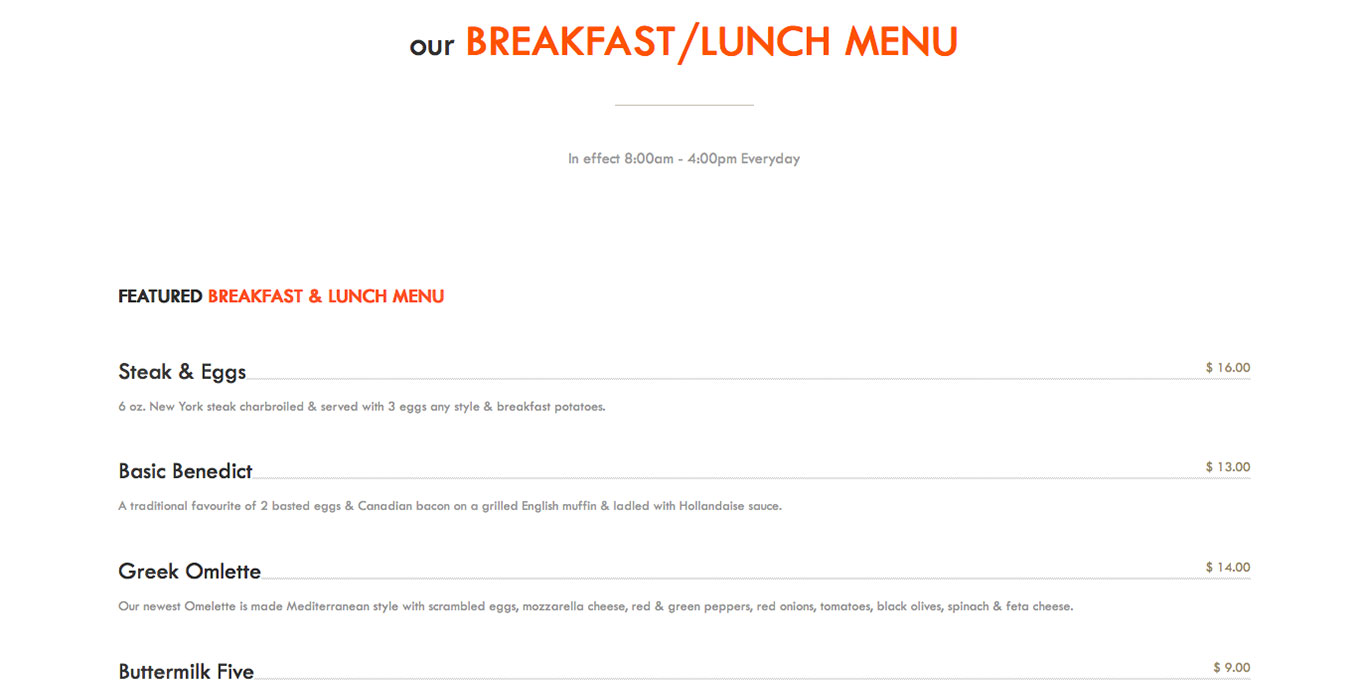 our BREAKFAST/LUNCH MENU
In effect 8:00am - 4:00pm Everyday
FEATURED BREAKFAST & LUNCH MENU
Steak & Eggs $ 16.00
6 oz. New York steak charbroiled & served with 3 eggs any style & breakfast potatoes.
Basic Benedict $ 13.00
A traditional favourite of 2 basted eggs & Canadian bacon on a grilled English muffin & ladled with Hollandaise sauce.
Greek Omlette $ 14.00
Our newest Omelette is made Mediterranean style with scrambled eggs, mozzarella cheese, red & green peppers, red onions, tomatoes, black olives, spinach & feta cheese.
Buttermilk Five $ 9.00